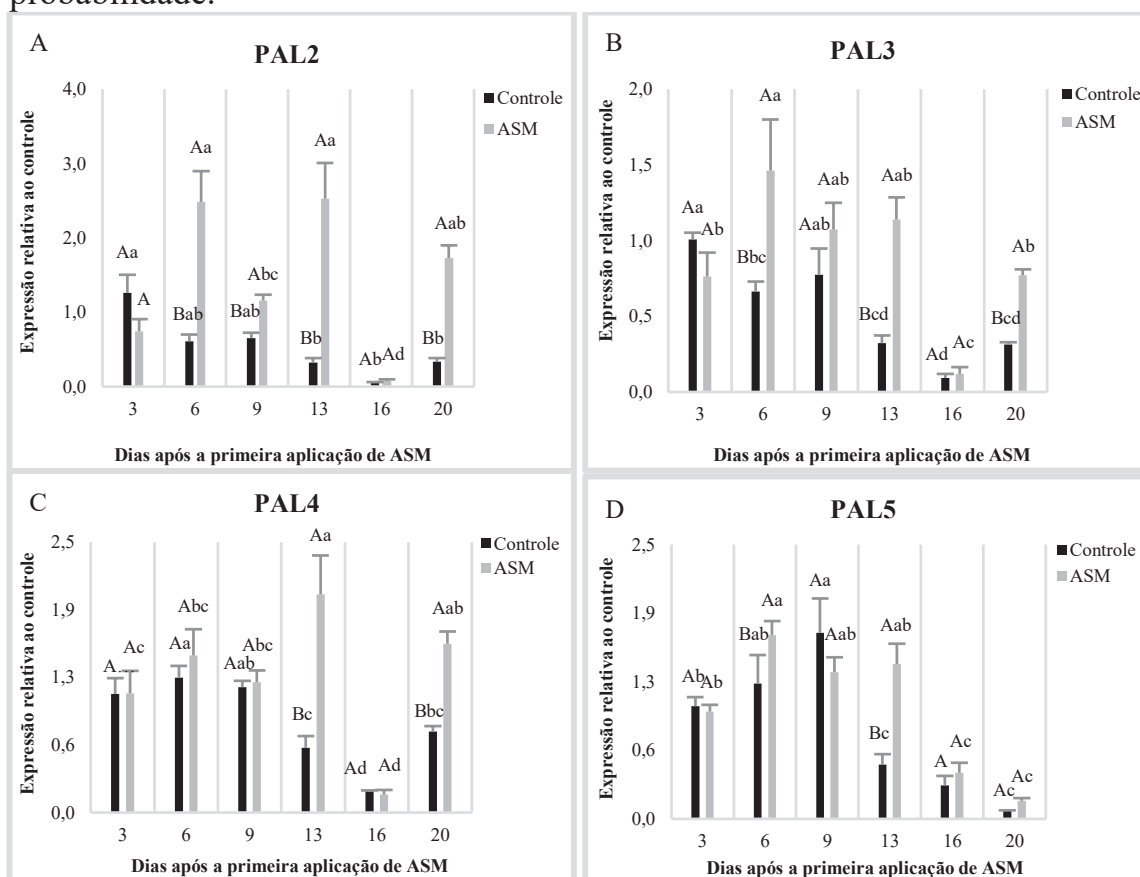 probabilidade.
A
PAL2
Controle
ASM
Expressão relativa ao controle
4,0
3,0
2,0
1,0
0,0
Aa
A
Bab
Aa
Bab
Abc
Bb
Aa
Ab
Ad
Bb
Aab
3 6 9 13 16 20
Dias após a primeira aplicação de ASM
B
PAL3
Controle
ASM
Expressão relativa ao controle
2,0
1,5
1,0
0,5
0,0
Aa
Ab
Bbc
Aa
Aab
Aab
Bcd
Aab
Ad
Ac
Bcd
Ab
3 6 9 13 16 20
Dias após a primeira aplicação de ASM
C
PAL4
Controle
ASM
Expressão relativa ao controle
2,5
1,9
1,3
0,6
0,0
A...
Ac
Aa
Abc
Aab
Abc
Bc
Aa
Ad
Ad
Bbc
Aab
3 6 9 13 16 20
Dias após a primeira aplicação de ASM
D
PAL5
Controle
ASM
Expressão relativa ao controle
2,5
1,9
1,3
0,6
0,0
Ab
Ab
Bab
Aa
Aa
Aab
Bc
Aab
A
Ac
Ac
Ac
3 6 9 13 16 20
Dias após a primeira aplicação de ASM